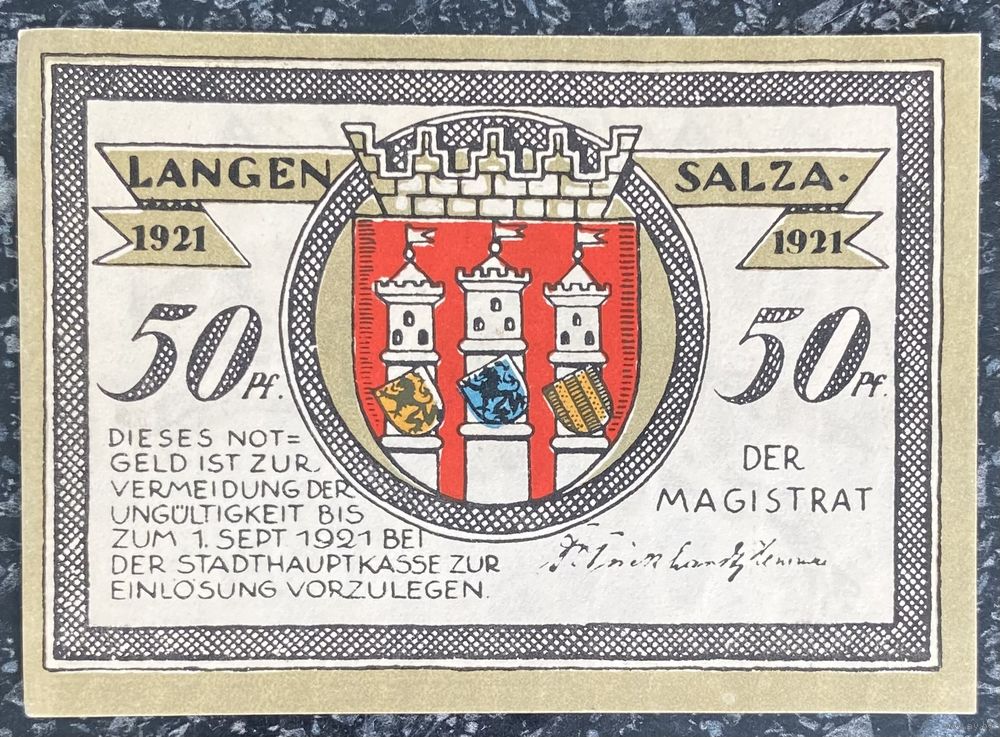 LANGEN SALZA·
1921 1921
50 Pf. 50 Pf.
DIESES NOT=
GELD IST ZUR
VERMEIDUNG DER
UNGÜLTIGKEIT BIS
ZUM 1. SEPT 1921 BEI
DER STADTHAUPTKASSE ZUR
EINLÖSUNG VORZULEGEN.
DER
MAGISTRAT